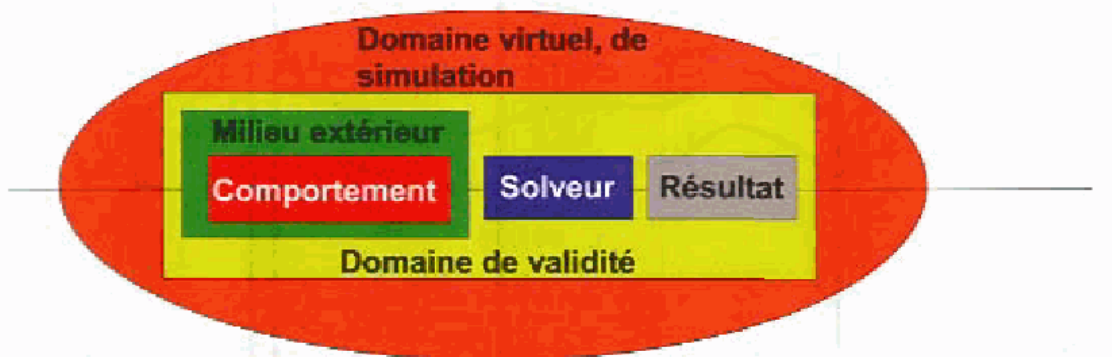 Domaine virtuel, de
simulation
Milieu extérieur
Comportement
Solveur
Résultat
Domaine de validité